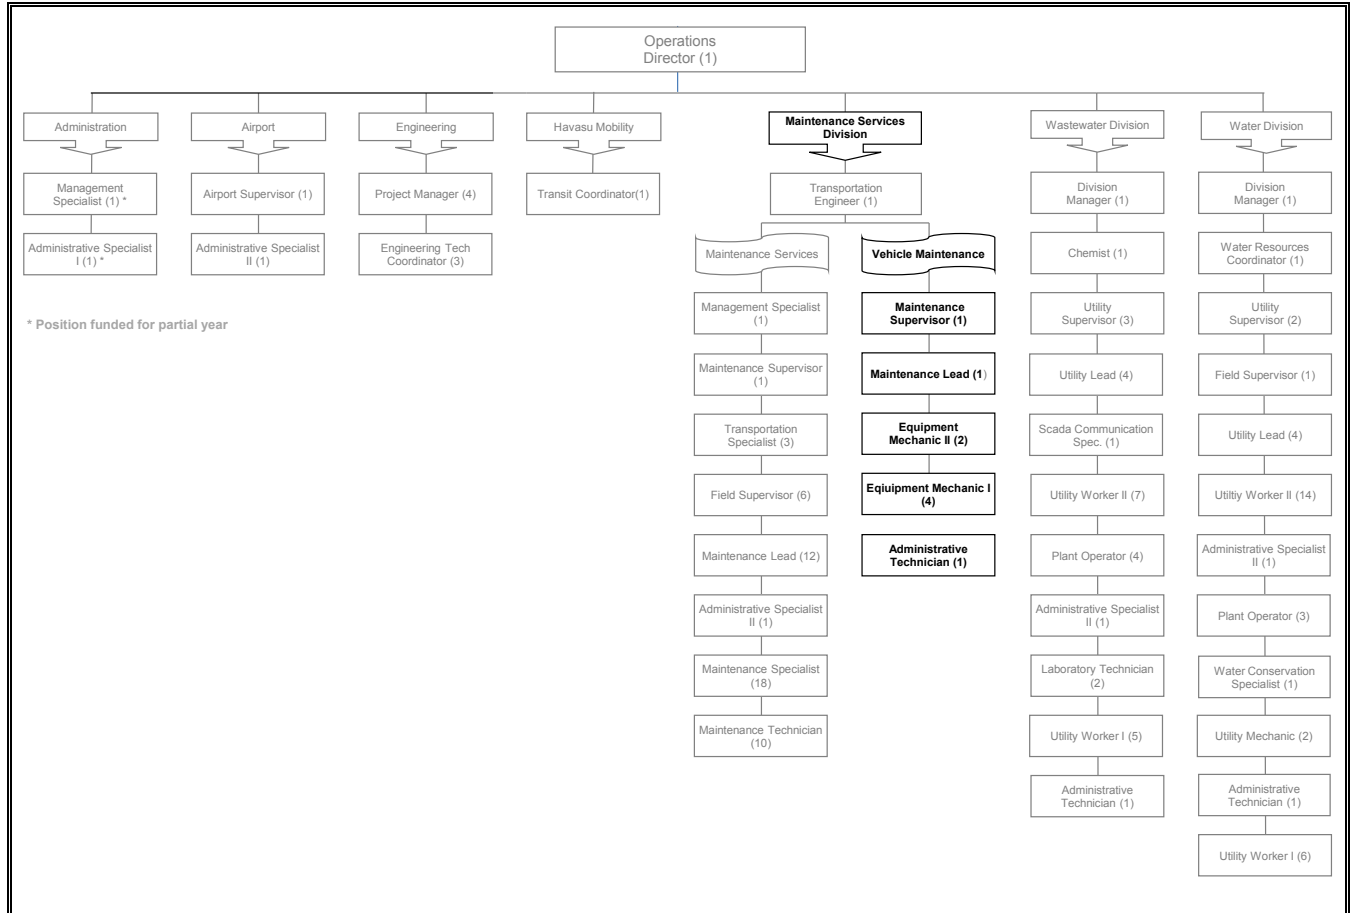 Operations
Director (1)
Administration
Management
Specialist (1) *
Administrative Specialist
I (1) *
* Position funded for partial year
Airport
Airport Supervisor (1)
Administrative Specialist
II (1)
Engineering
Project Manager (4)
Engineering Tech
Coordinator (3)
Havasu Mobility
Transit Coordinator(1)
Maintenance Services
Division
Transportation
Engineer (1)
Maintenance Services
Management Specialist
(1)
Maintenance Supervisor
(1)
Transportation
Specialist (3)
Field Supervisor (6)
Maintenance Lead (12)
Administrative Specialist
II (1)
Maintenance Specialist
(18)
Maintenance Technician
(10)
Vehicle Maintenance
Maintenance
Supervisor (1)
Maintenance Lead (1)
Equipment
Mechanic II (2)
Eqiuipment Mechanic I
(4)
Administrative
Technician (1)
Wastewater Division
Division
Manager (1)
Chemist (1)
Utility
Supervisor (3)
Utility Lead (4)
Scada Communication
Spec. (1)
Utility Worker II (7)
Plant Operator (4)
Administrative Specialist
II (1)
Laboratory Technician
(2)
Utility Worker I (5)
Administrative
Technician (1)
Water Division
Division
Manager (1)
Water Resources
Coordinator (1)
Utility
Supervisor (2)
Field Supervisor (1)
Utility Lead (4)
Utiltiy Worker II (14)
Administrative Specialist
II (1)
Plant Operator (3)
Water Conservation
Specialist (1)
Utility Mechanic (2)
Administrative
Technician (1)
Utility Worker I (6)